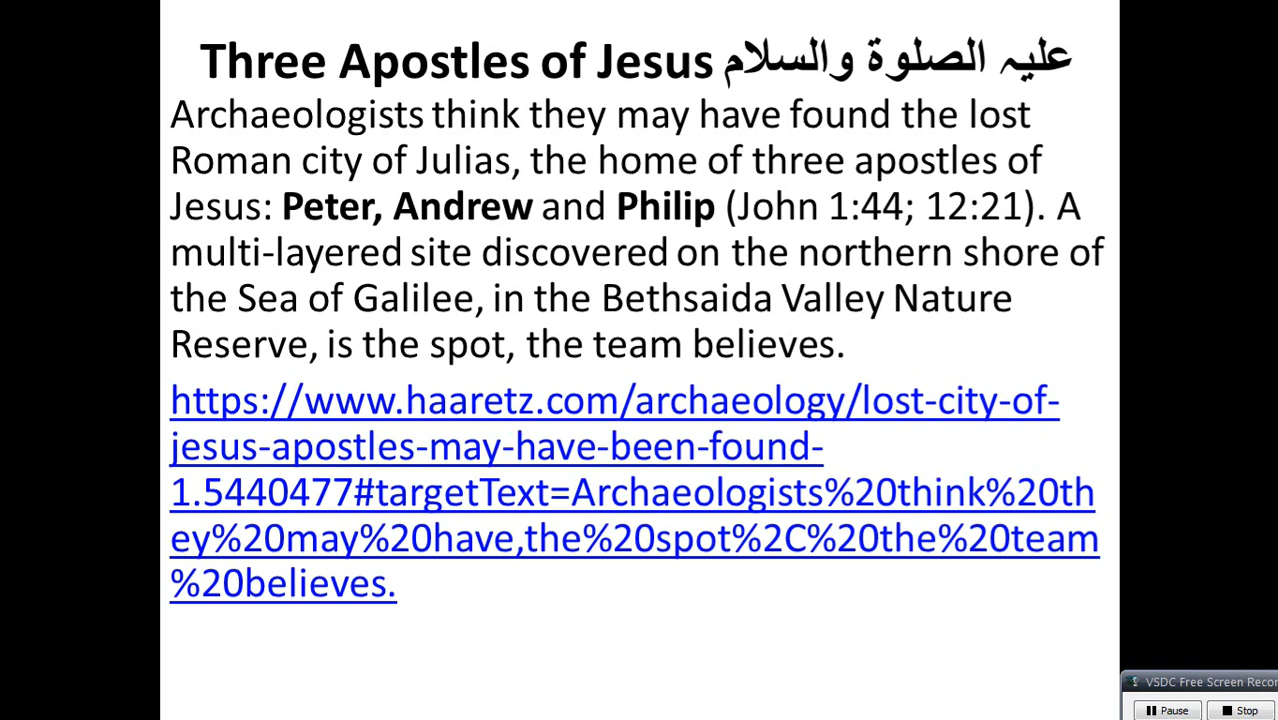 Three Apostles of Jesus علیہ الصلوۃ والسلام
Archaeologists think they may have found the lost
Roman city of Julias, the home of three apostles of
Jesus: Peter, Andrew and Philip (John 1:44; 12:21). A
multi-layered site discovered on the northern shore of
the Sea of Galilee, in the Bethsaida Valley Nature
Reserve, is the spot, the team believes.
https://www.haaretz.com/archaeology/lost-city-of-
jesus-apostles-may-have-been-found-
1.5440477#targetText=Archaeologists%20think%20th
ey%20may%20have,the%20spot%2C%20the%20team
%20believes.
VSDC Free Screen Recor
Pause Stop